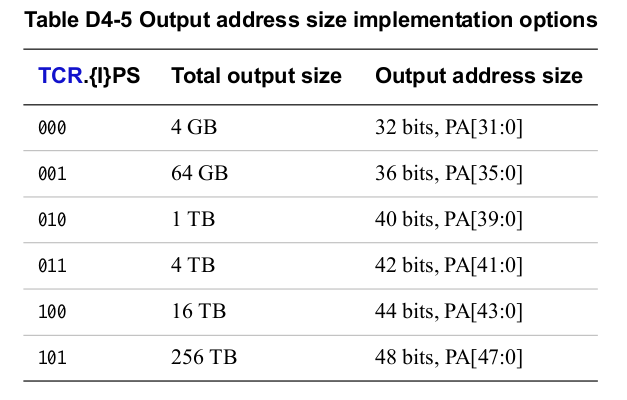 Table D4-5 Output address size implementation options
TCR.{I}PS Total output size Output address size
000 4 GB 32 bits, PA[31:0]
001 64 GB 36 bits, PA[35:0]
010 1 TB 40 bits, PA[39:0]
011 4 TB 42 bits, PA[41:0]
100 16 TB 44 bits, PA[43:0]
101 256 TB 48 bits, PA[47:0]